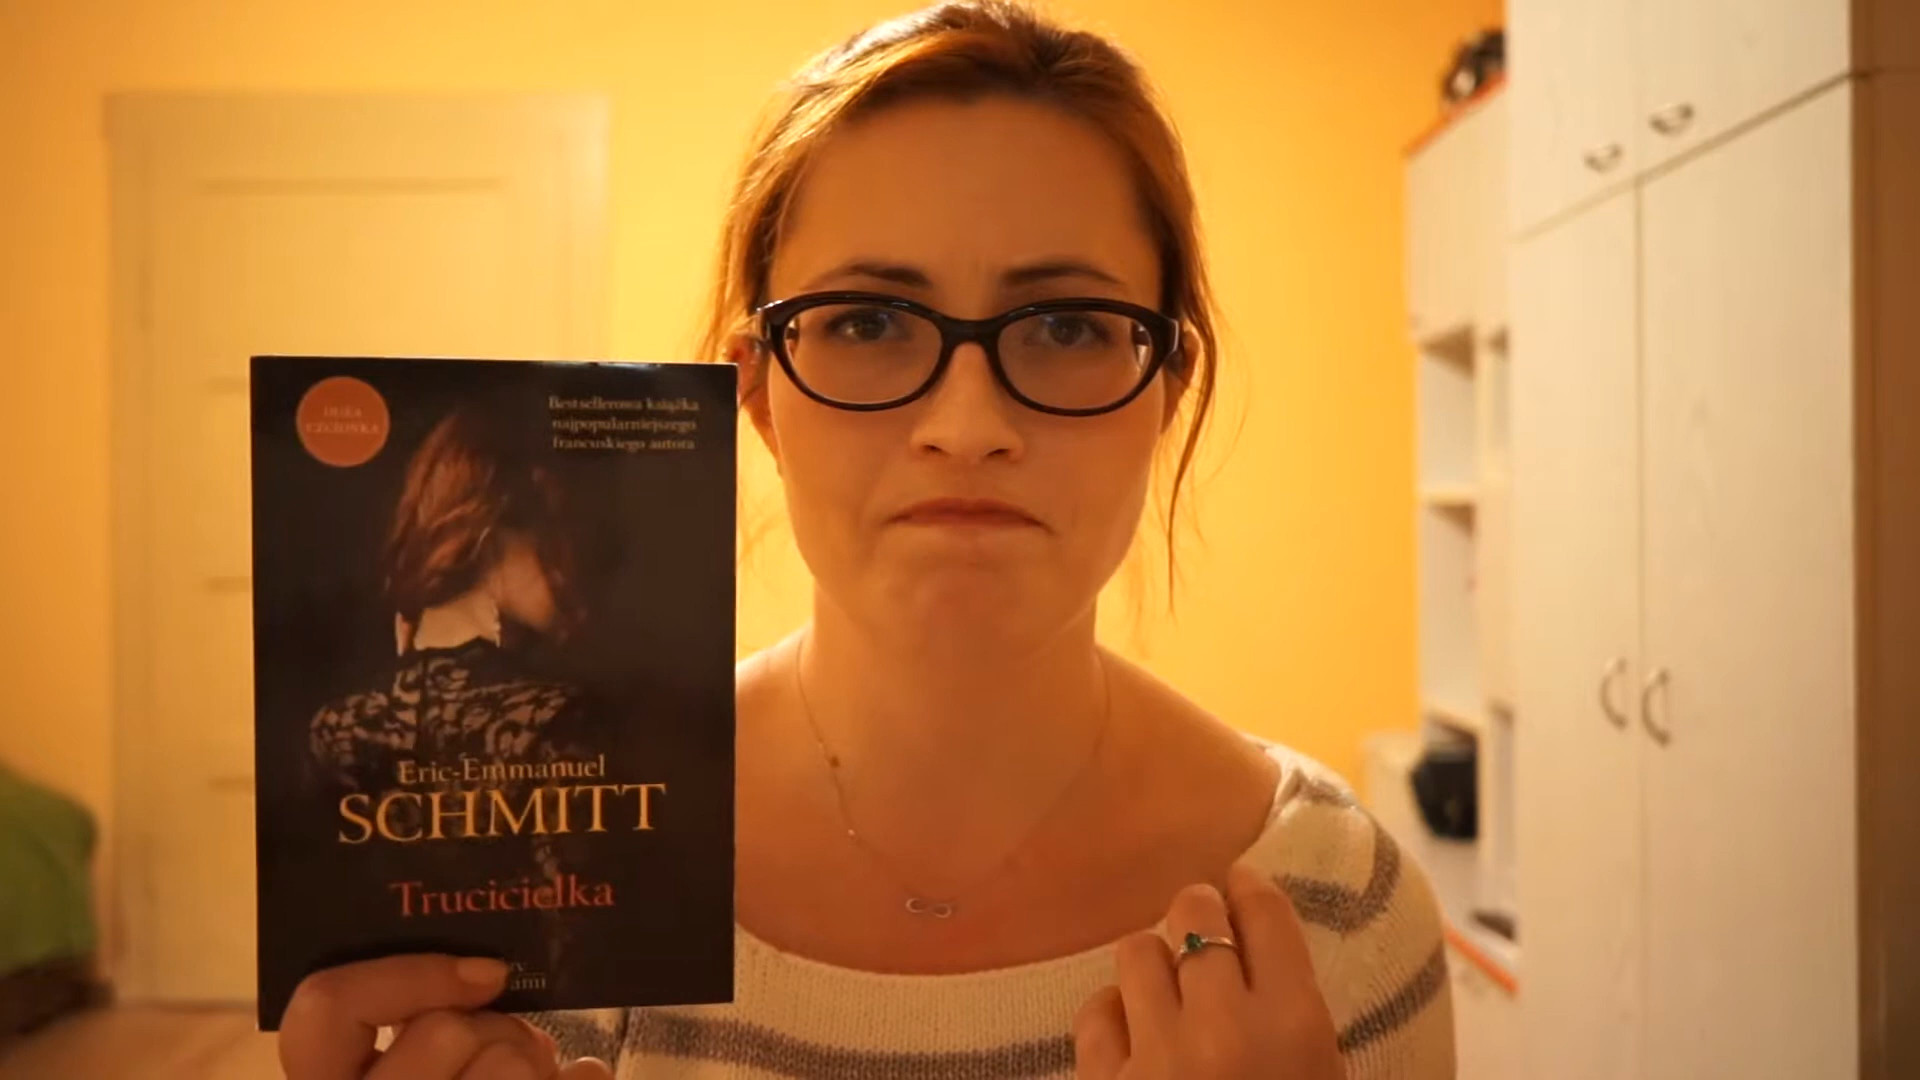 DUŻA
CZCIONKA
Bestsellerowa książka
najpopularniejszego
francuskiego autora
Eric-Emmanuel
SCHMITT
Trucicielka